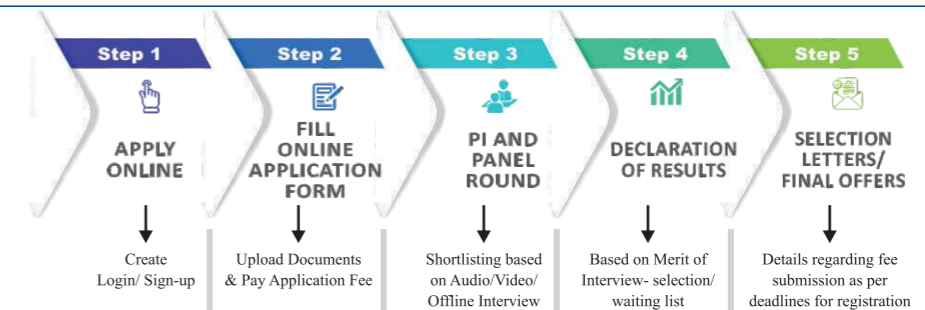 Step 1
APPLY
ONLINE
Create
Login/ Sign-up
Step 2
FILL
ONLINE
APPLICATION
FORM
Upload Documents
& Pay Application Fee
Step 3
PI AND
PANEL
ROUND
Shortlisting based
on Audio/Video/
Offline Interview
Step 4
DECLARATION
OF RESULTS
Based on Merit of
Interview- selection/
waiting list
Step 5
SELECTION
LETTERS/
FINAL OFFERS
Details regarding fee
submission as per
deadlines for registration